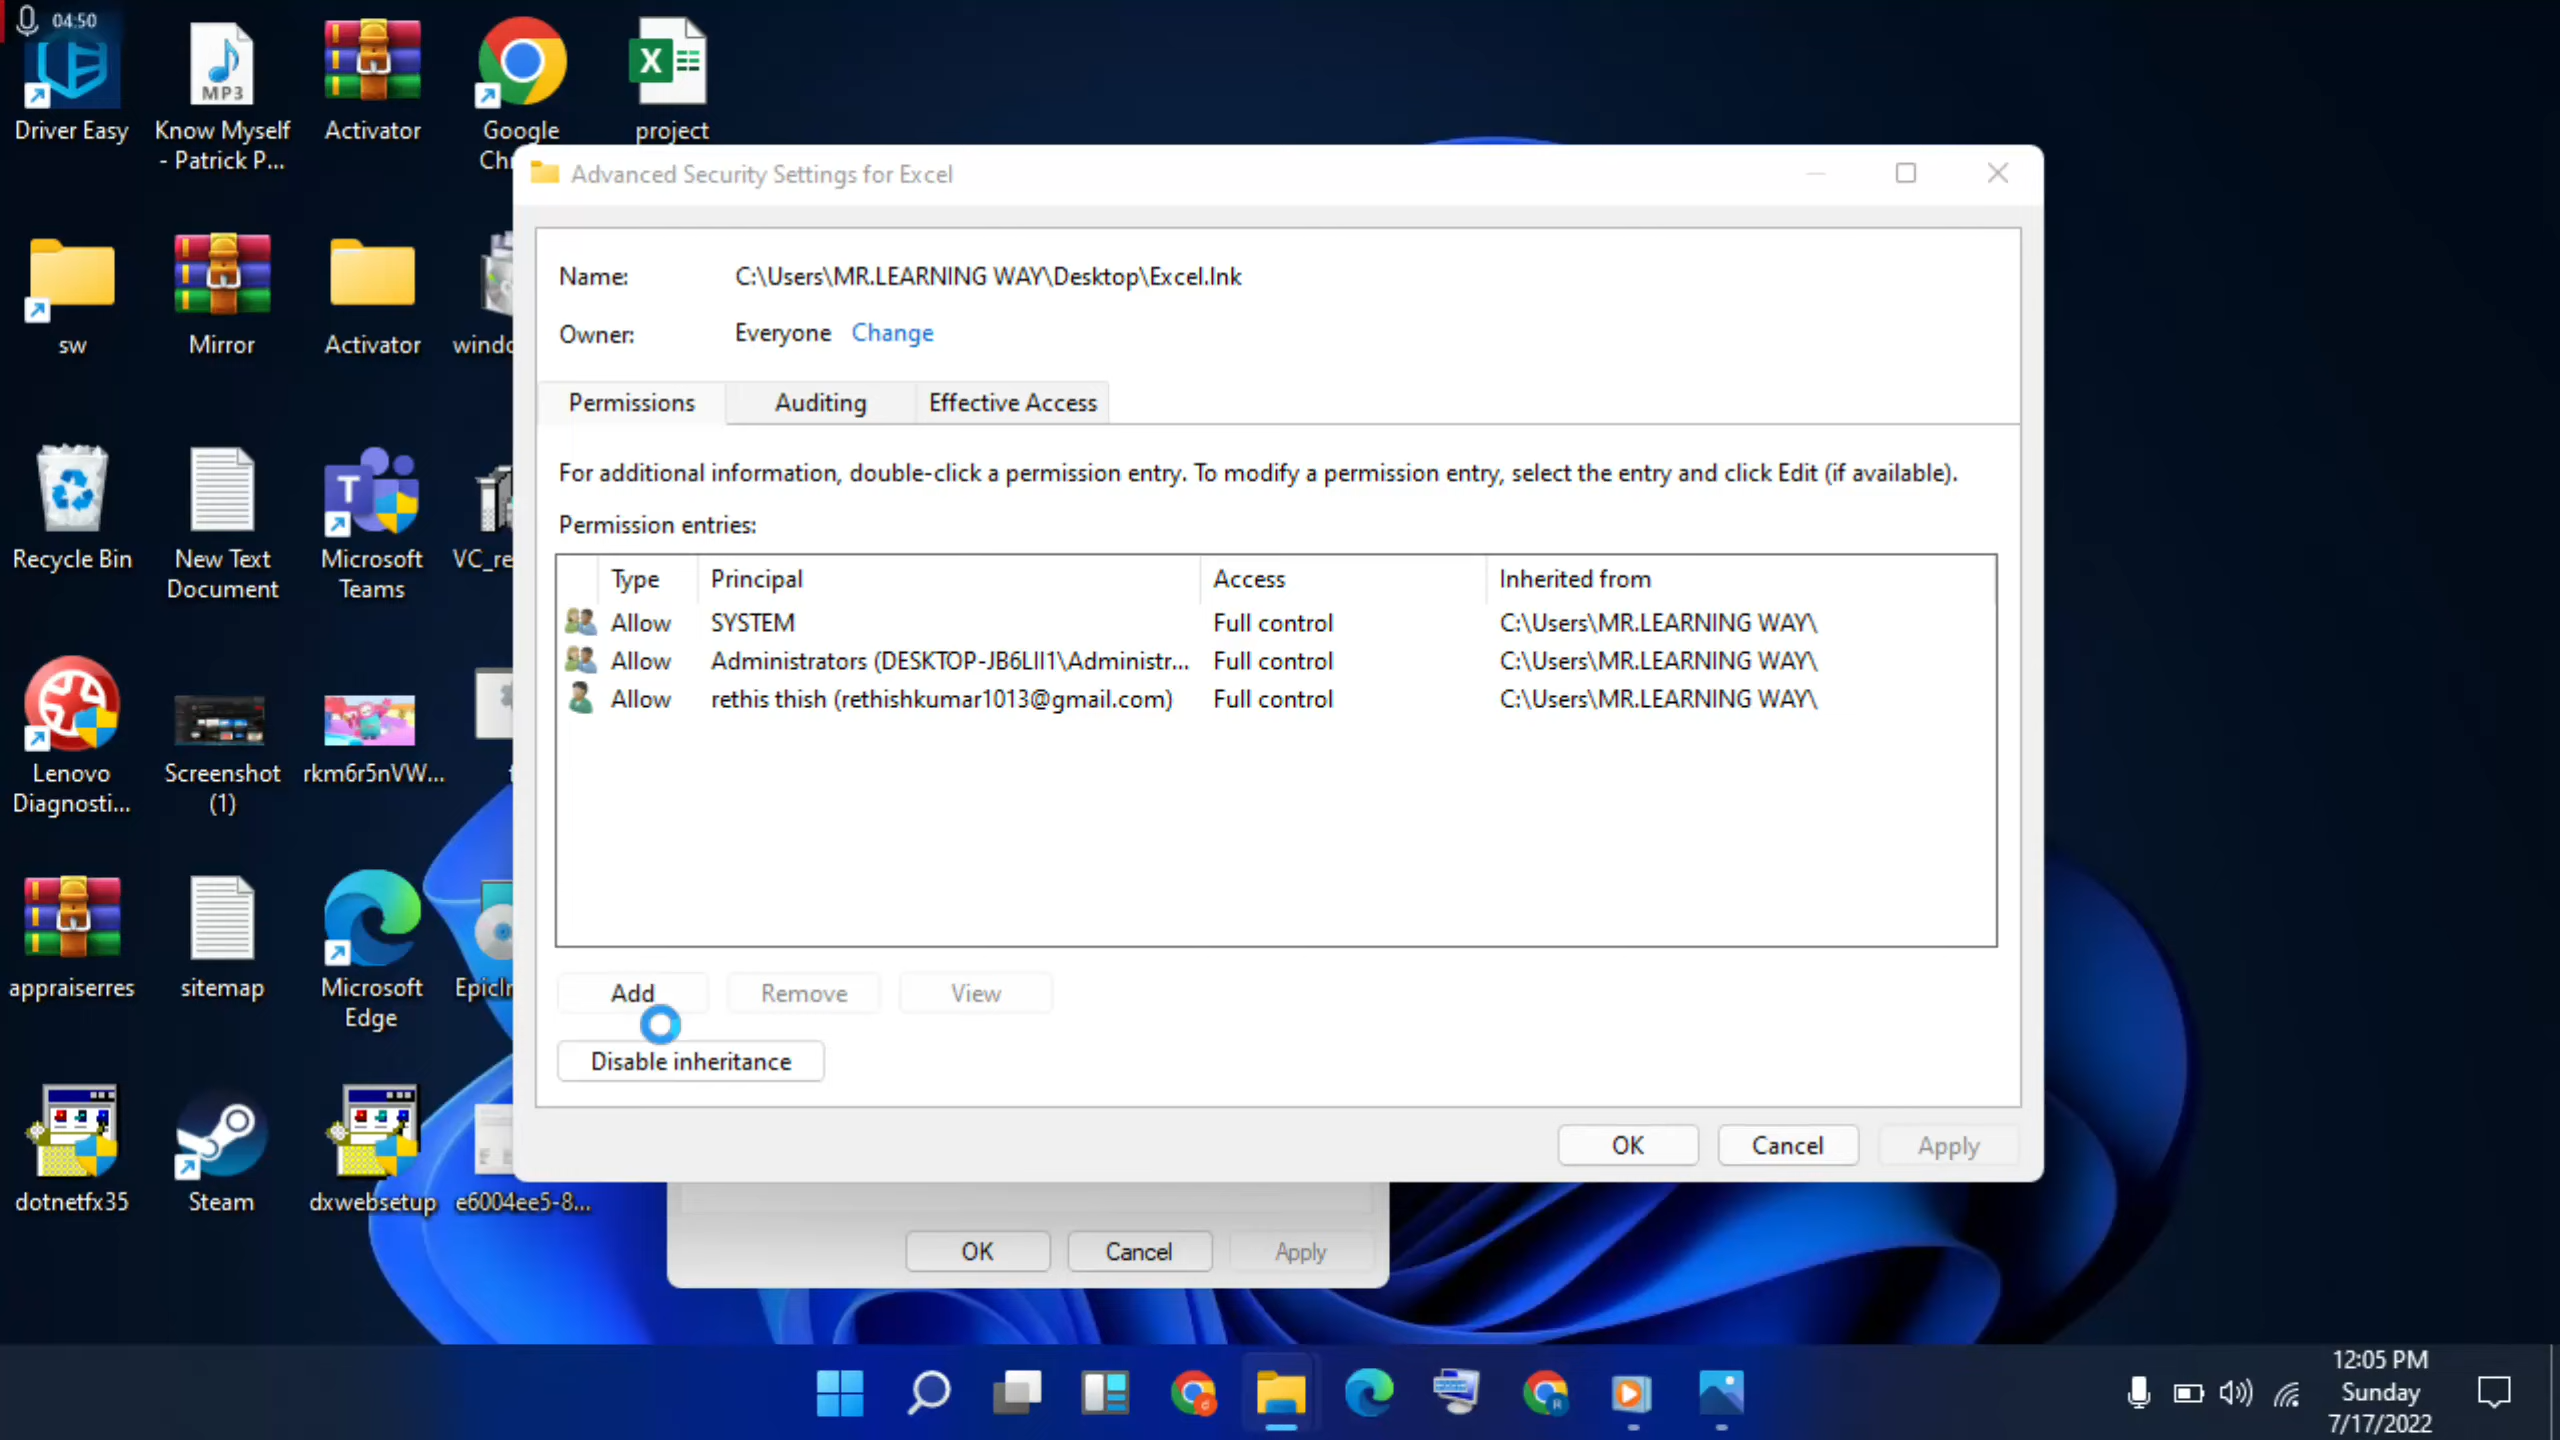 04:50
Driver Easy
MP3
Know Myself
- Patrick P...
Activator
Google
Ch
X
project
sw
Mirror
Activator
windo
Recycle Bin
New Text
Document
T
Microsoft
Teams
VC_re
Lenovo
Diagnosti...
Screenshot
(1)
rkm6r5nVW...
appraiserres
sitemap
Microsoft
Edge
EpicIn
dotnetfx35
Steam
dxwebsetup
e6004ee5-8...
Advanced Security Settings for Excel
Name: C:\Users\MR.LEARNING WAY\Desktop\Excel.lnk
Owner: Everyone Change
Permissions Auditing Effective Access
For additional information, double-click a permission entry. To modify a permission entry, select the entry and click Edit (if available).
Permission entries:
Type Principal Access Inherited from
Allow SYSTEM Full control C:\Users\MR.LEARNING WAY\
Allow Administrators (DESKTOP-JB6LII1\Administr... Full control C:\Users\MR.LEARNING WAY\
Allow rethis thish (rethishkumar1013@gmail.com) Full control C:\Users\MR.LEARNING WAY\
Add Remove View
Disable inheritance
OK Cancel Apply
OK Cancel Apply
12:05 PM
Sunday
7/17/2022